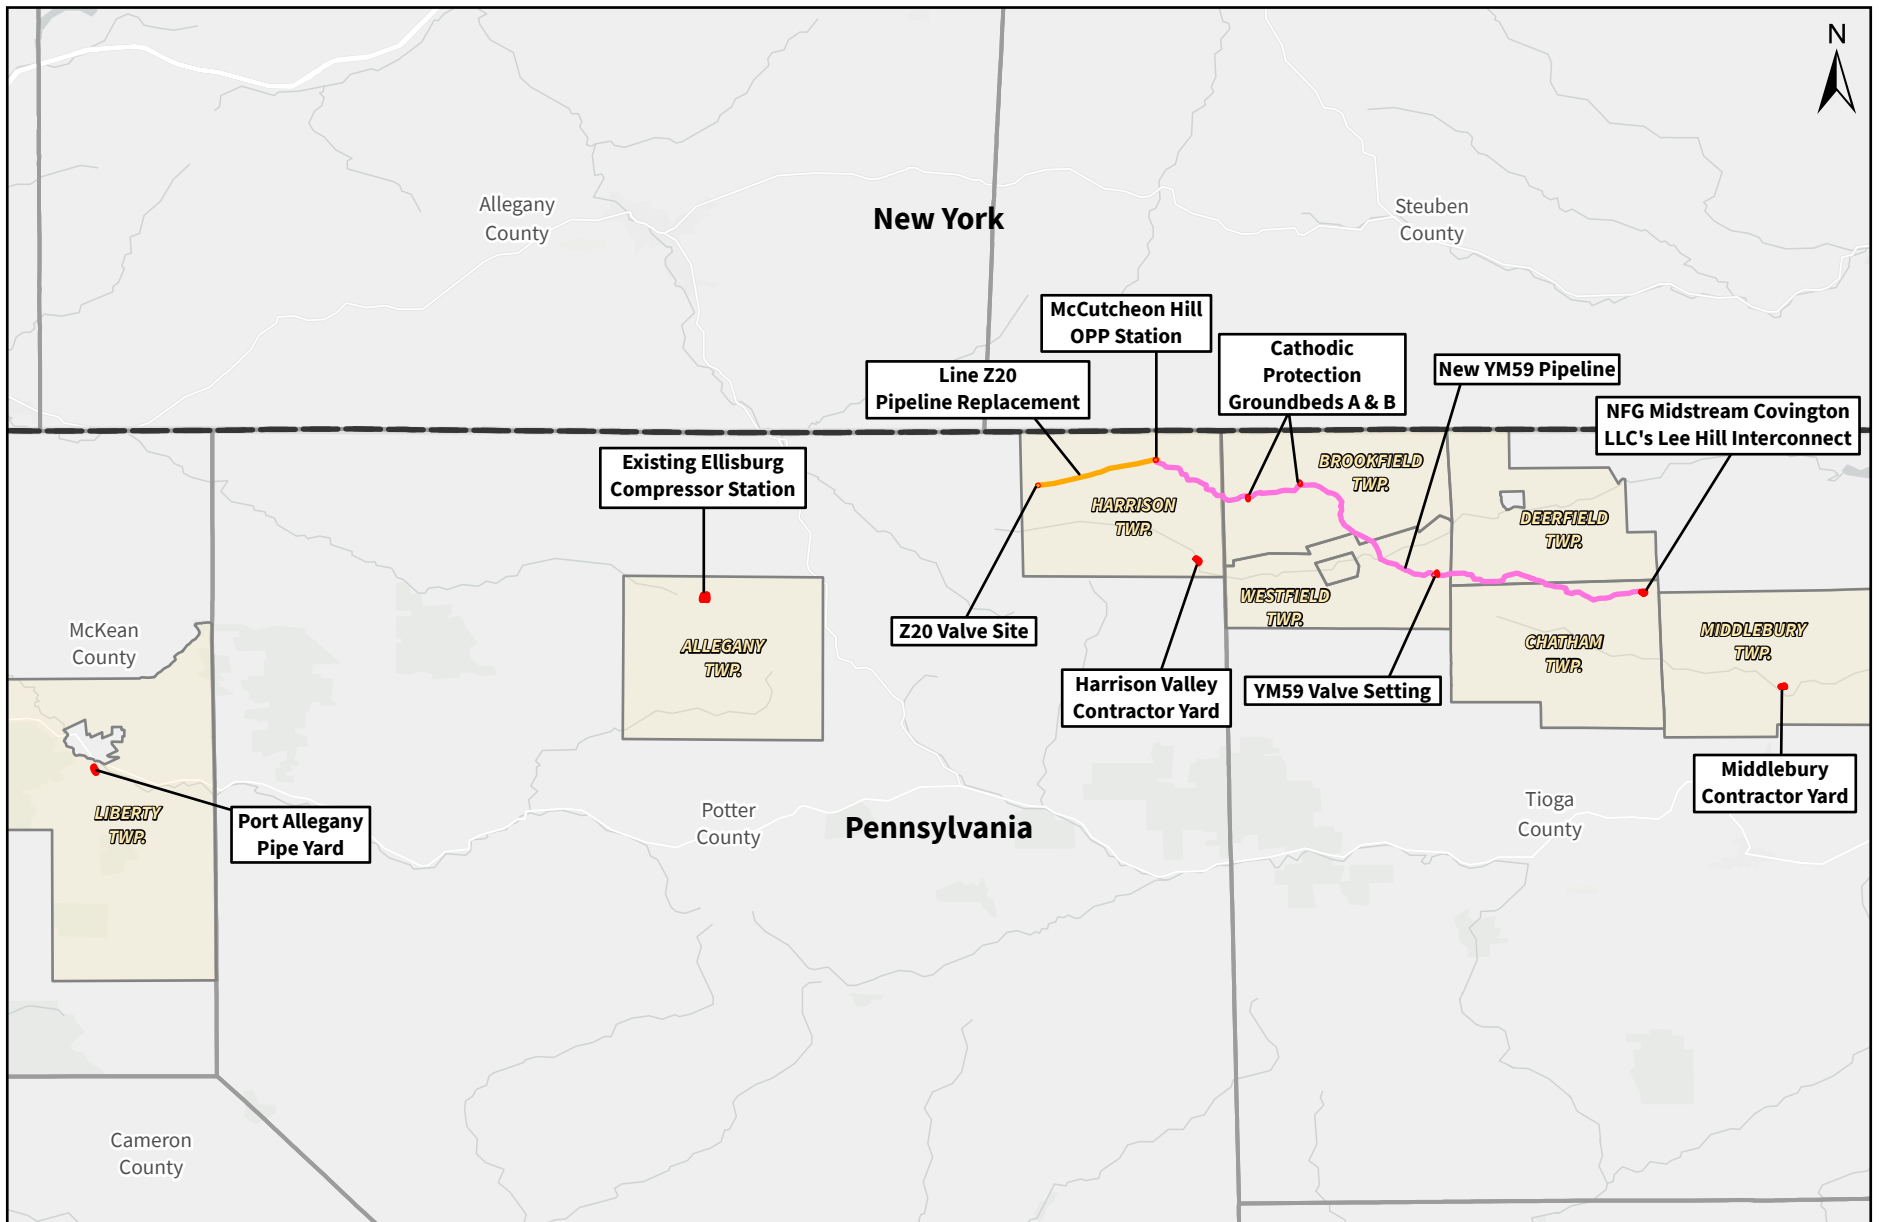 N
Allegany
County
New York
Steuben
County
McCutcheon Hill
OPP Station
Cathodic
Protection
Groundbeds A & B
New YM59 Pipeline
Line Z20
Pipeline Replacement
NFG Midstream Covington
LLC's Lee Hill Interconnect
Existing Ellisburg
Compressor Station
BROOKFIELD
TWP.
HARRISON
TWP.
DEERFIELD
TWP.
WESTFIELD
TWP.
Z20 Valve Site
McKean
County
ALLEGANY
TWP.
CHATHAM
TWP.
MIDDLEBURY
TWP.
Harrison Valley
Contractor Yard
YM59 Valve Setting
Middlebury
Contractor Yard
LIBERTY
TWP.
Port Allegany
Pipe Yard
Potter
County
Pennsylvania
Tioga
County
Cameron
County